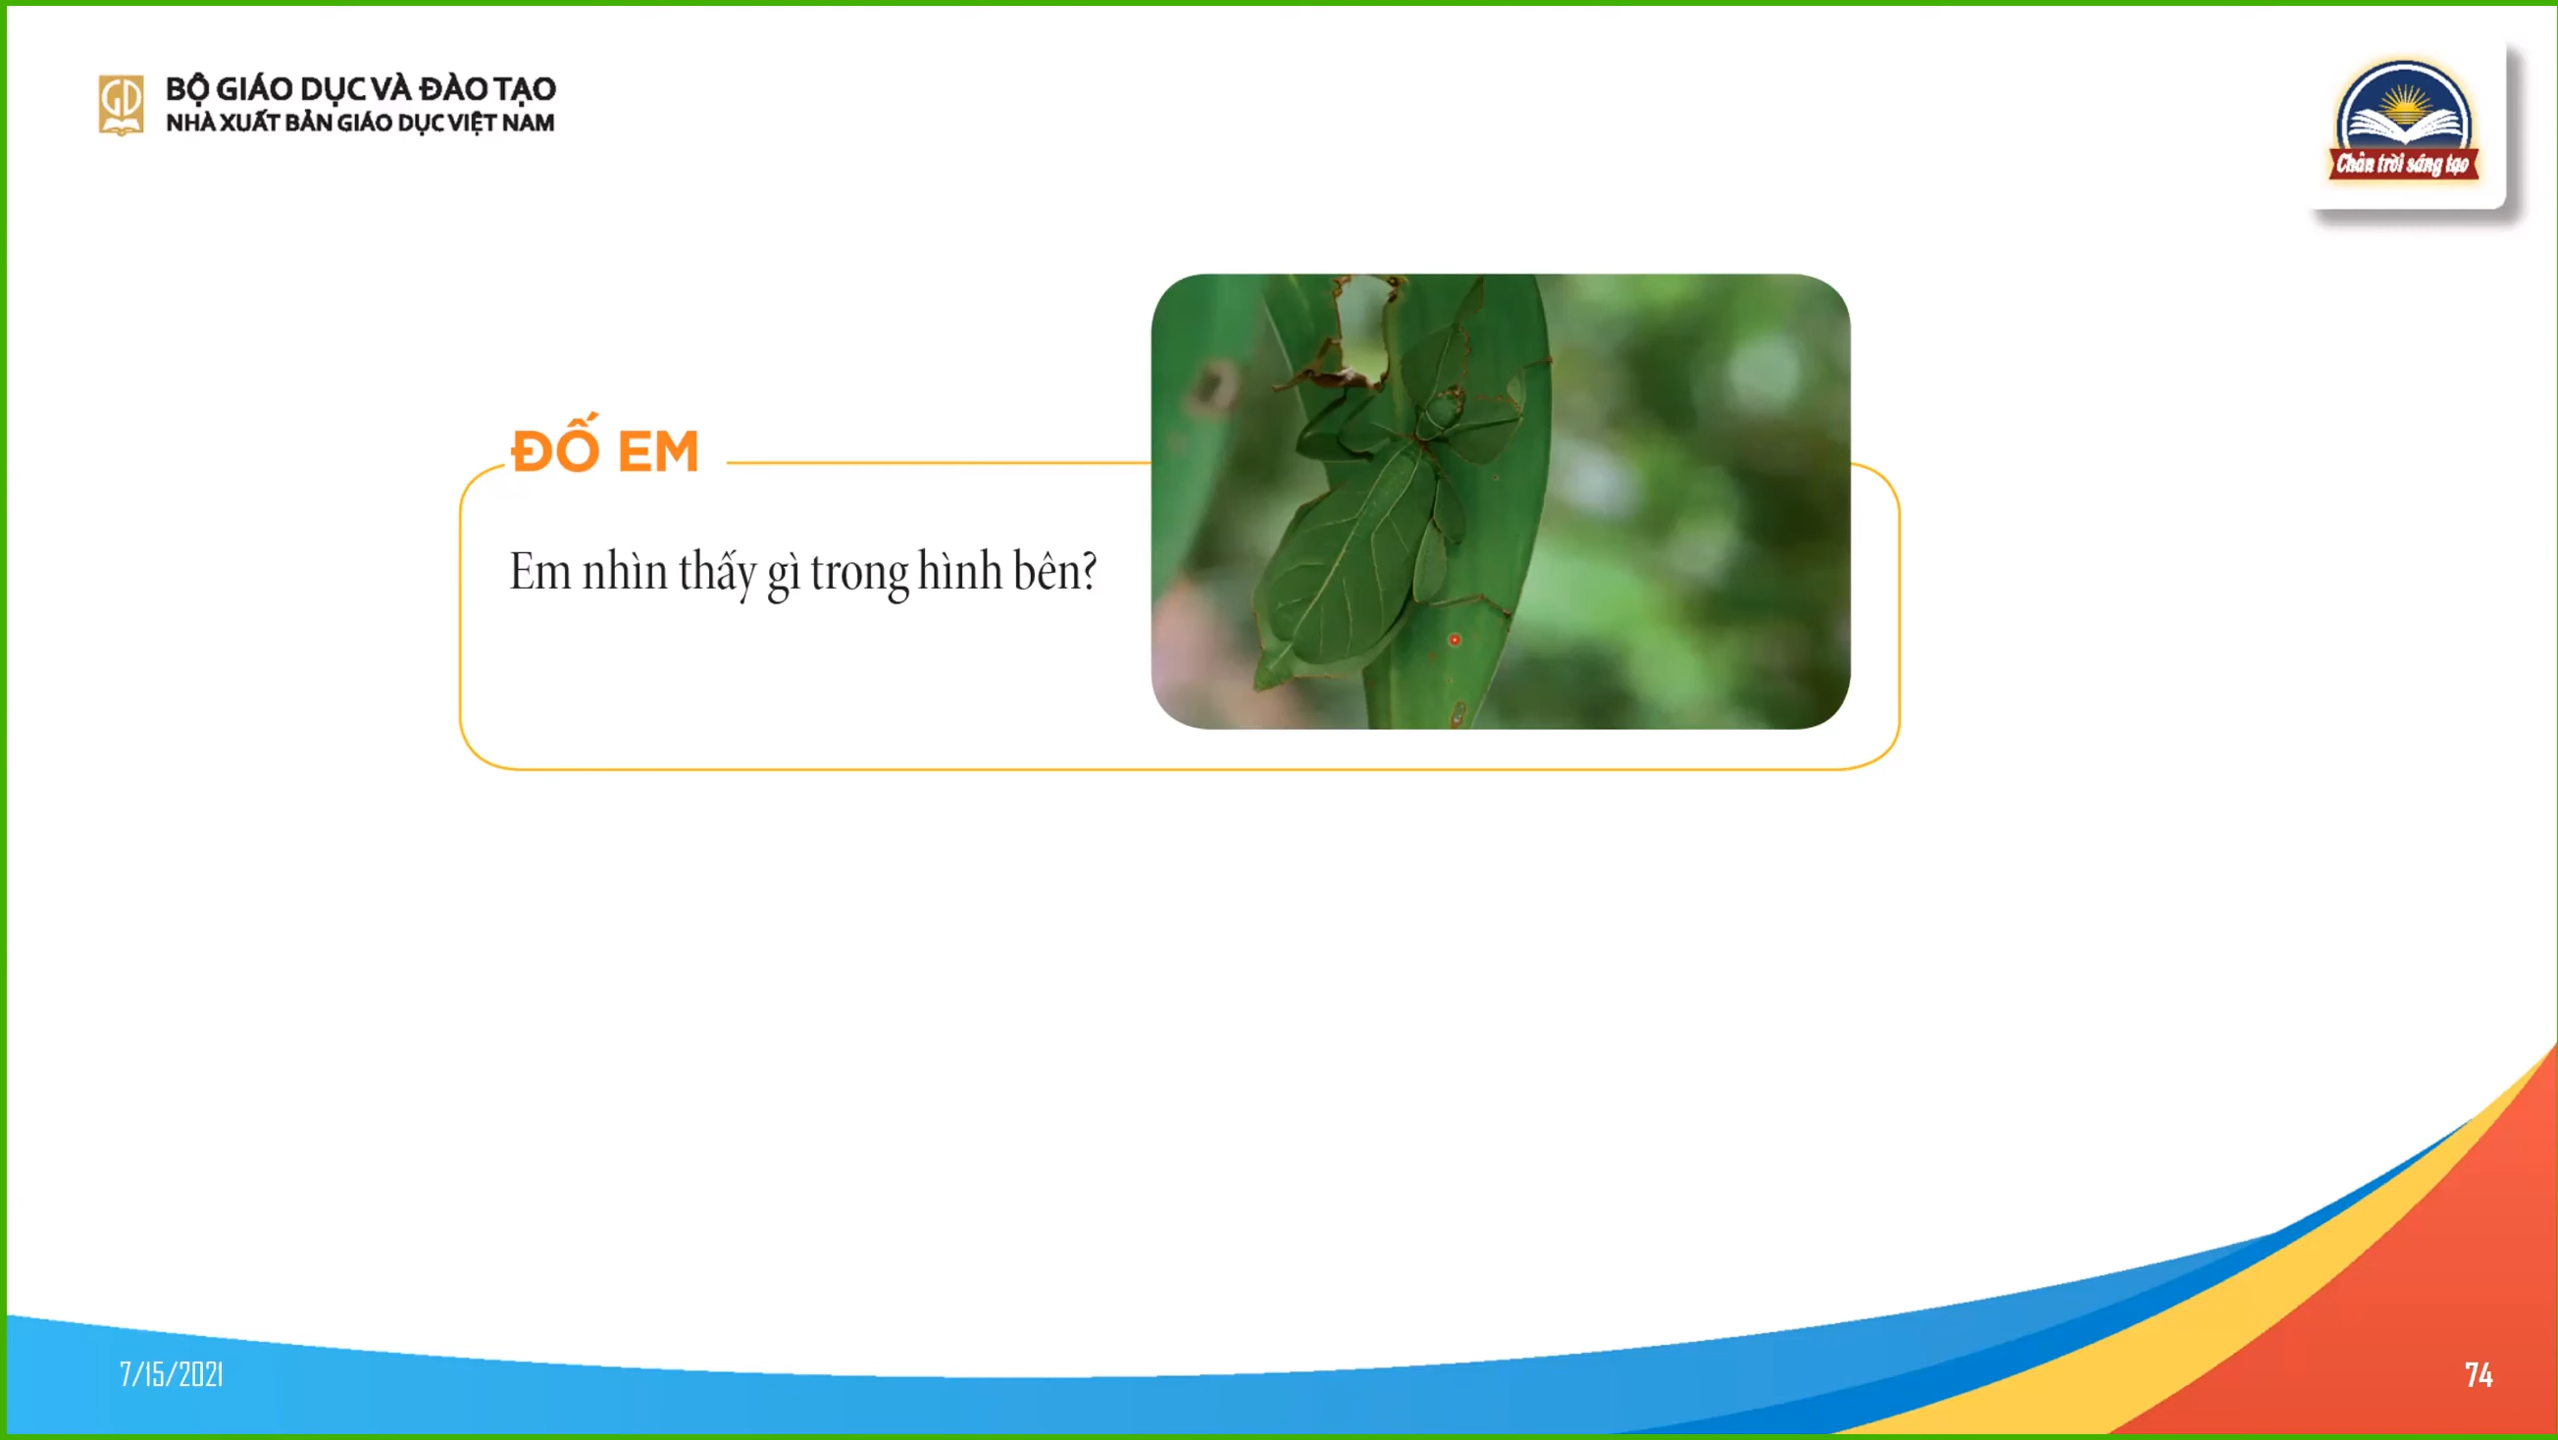 BỘ GIÁO DỤC VÀ ĐÀO TẠO
NHÀ XUẤT BẢN GIÁO DỤC VIỆT NAM
Chân trời sáng tạo
ĐỐ EM
Em nhìn thấy gì trong hình bên?
7/15/2021
74